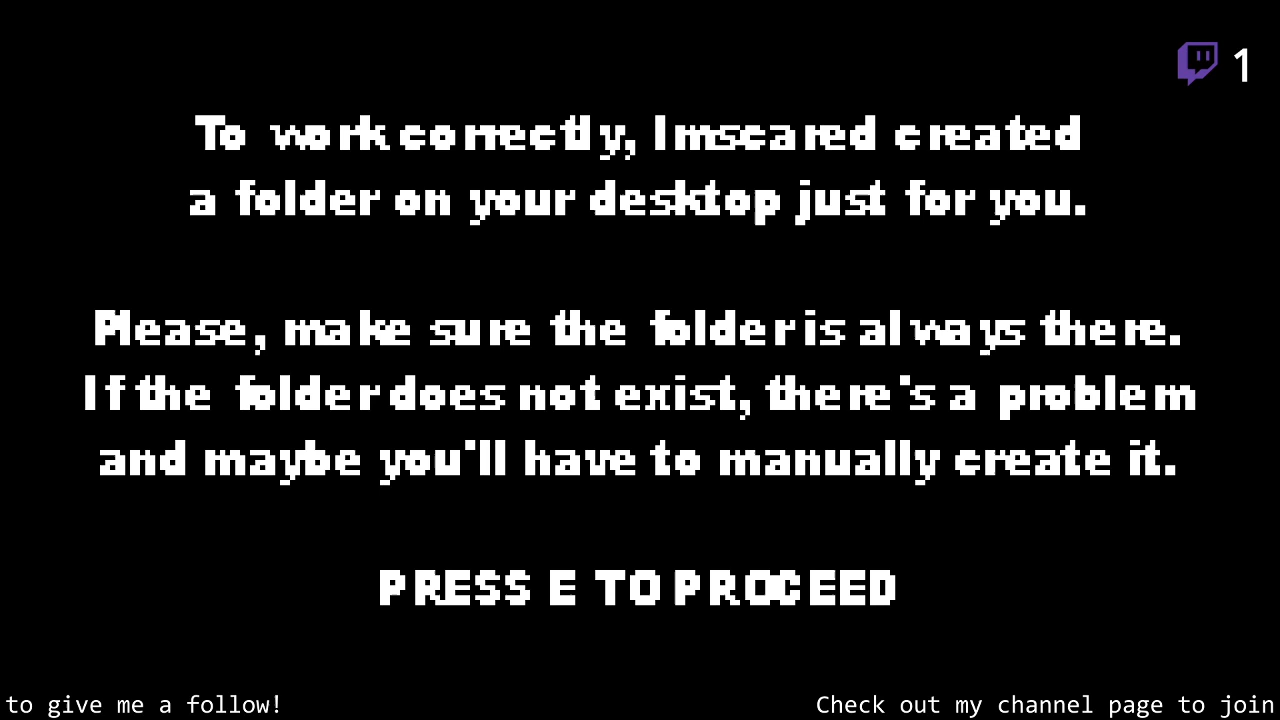 1
To work correctly, Imscared created
a folder on your desktop just for you.
Please, make sure the folder is always there.
If the folder does not exist, there's a problem
and maybe you'll have to manually create it.
PRESS E TO PROCEED
to give me a follow!
Check out my channel page to join